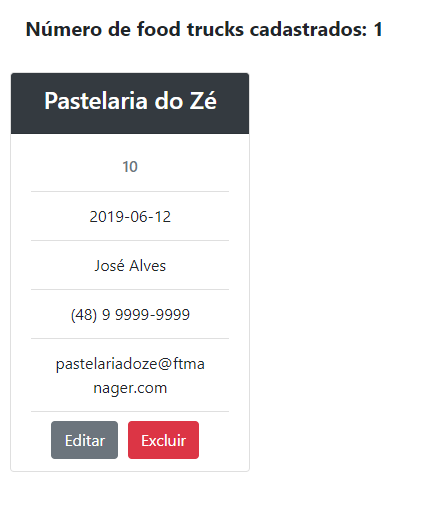 Número de food trucks cadastrados: 1
Pastelaria do Zé
10
2019-06-12
José Alves
(48) 9 9999-9999
pastelariadoze@ftma
nager.com
Editar Excluir